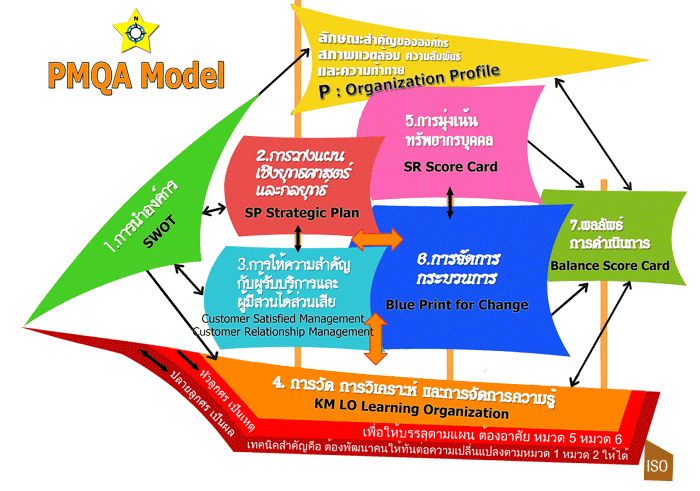 N
PMQA Model
ลักษณะสำคัญขององค์กร
สภาพแวดล้อม ความสัมพันธ์
และความท้าทาย
P : Organization Profile
1.การนำองค์กร
SWOT
2.การวางแผน
เชิงยุทธศาสตร์
และกลยุทธ์
SP Strategic Plan
5.การมุ่งเน้น
ทรัพยากรบุคคล
SR Score Card
3.การให้ความสำคัญ
กับผู้รับบริการและ
ผู้มีส่วนได้ส่วนเสีย
Customer Satisfied Management
Customer Relationship Management
6.การจัดการ
กระบวนการ
Blue Print for Change
7.ผลลัพธ์
การดำเนินการ
Balance Score Card
4. การวัด การวิเคราะห์ และการจัดการความรู้
KM LO Learning Organization
หัวลูกศร เป็นเหตุ
ปลายลูกศร เป็นผล
เพื่อให้บรรลุตามแผน ต้องอาศัย หมวด 5 หมวด 6
เทคนิคสำคัญคือ ต้องพัฒนาคนให้ทันต่อความเปลี่ยนแปลงตามหมวด 1 หมวด 2 ให้ได้
ISO